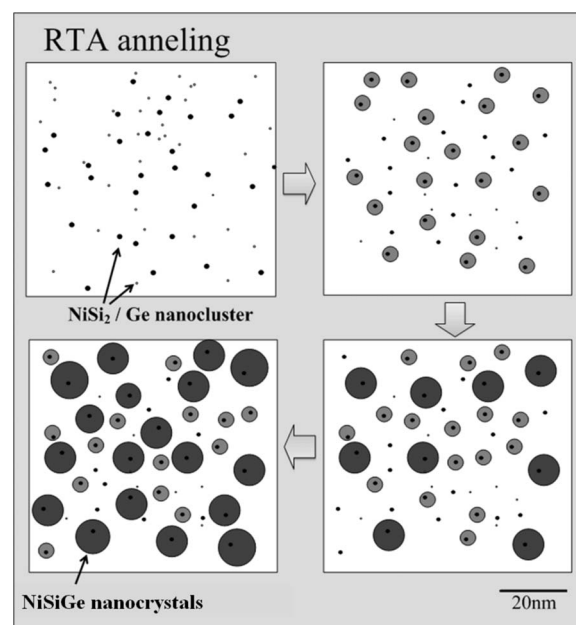 RTA anneling
NiSi₂ / Ge nanocluster
NiSiGe nanocrystals
20nm